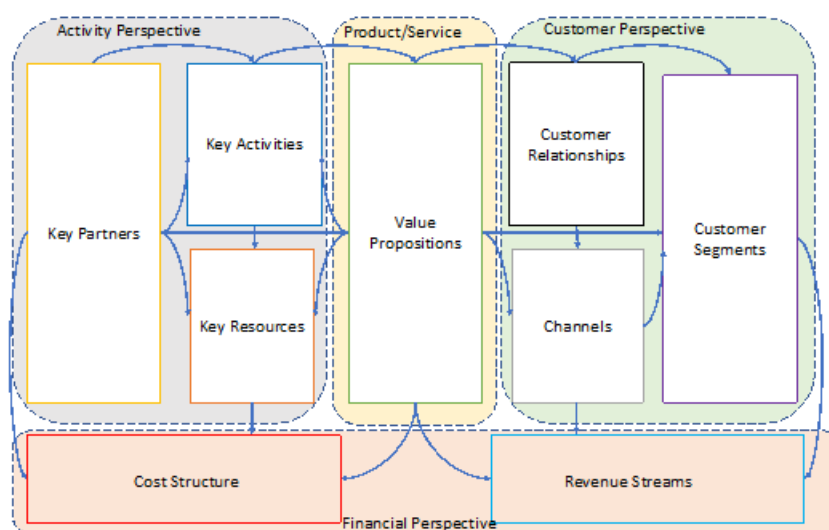 Activity Perspective
Product/Service
Customer Perspective
Key Partners
Key Activities
Key Resources
Value
Propositions
Customer
Relationships
Channels
Customer
Segments
Cost Structure
Revenue Streams
Financial Perspective